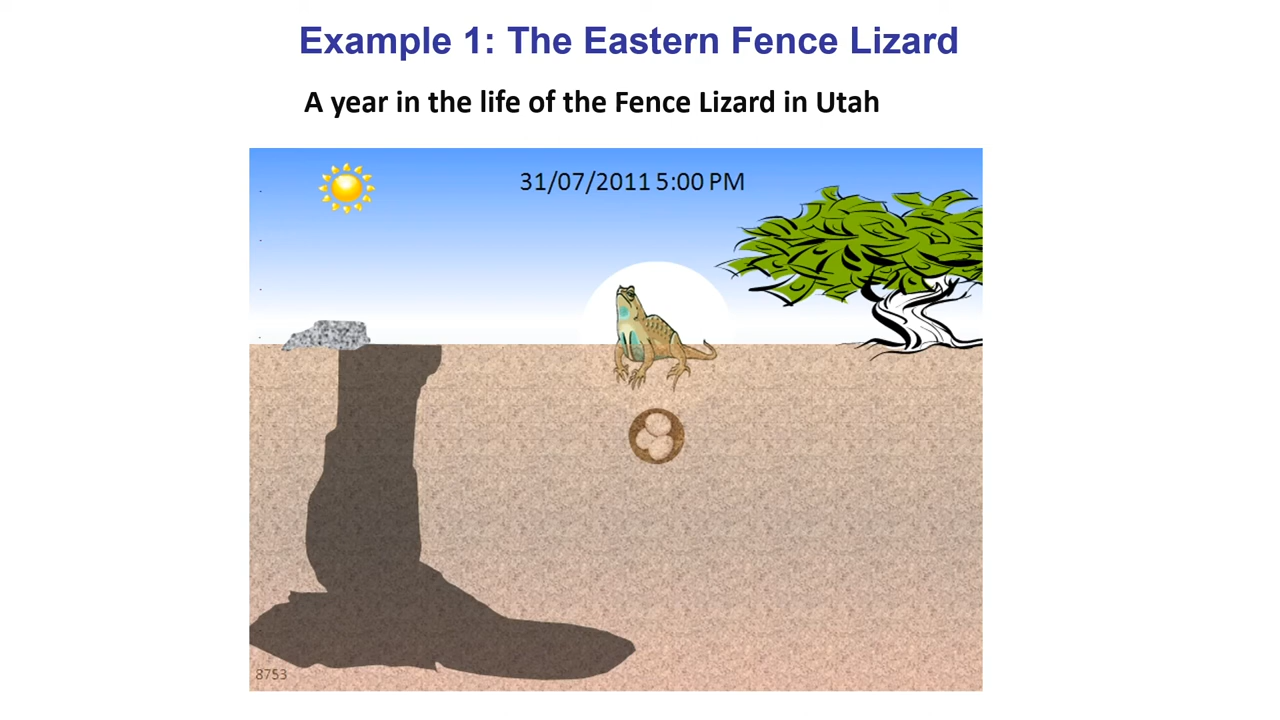 Example 1: The Eastern Fence Lizard
A year in the life of the Fence Lizard in Utah
31/07/2011 5:00 PM
8753